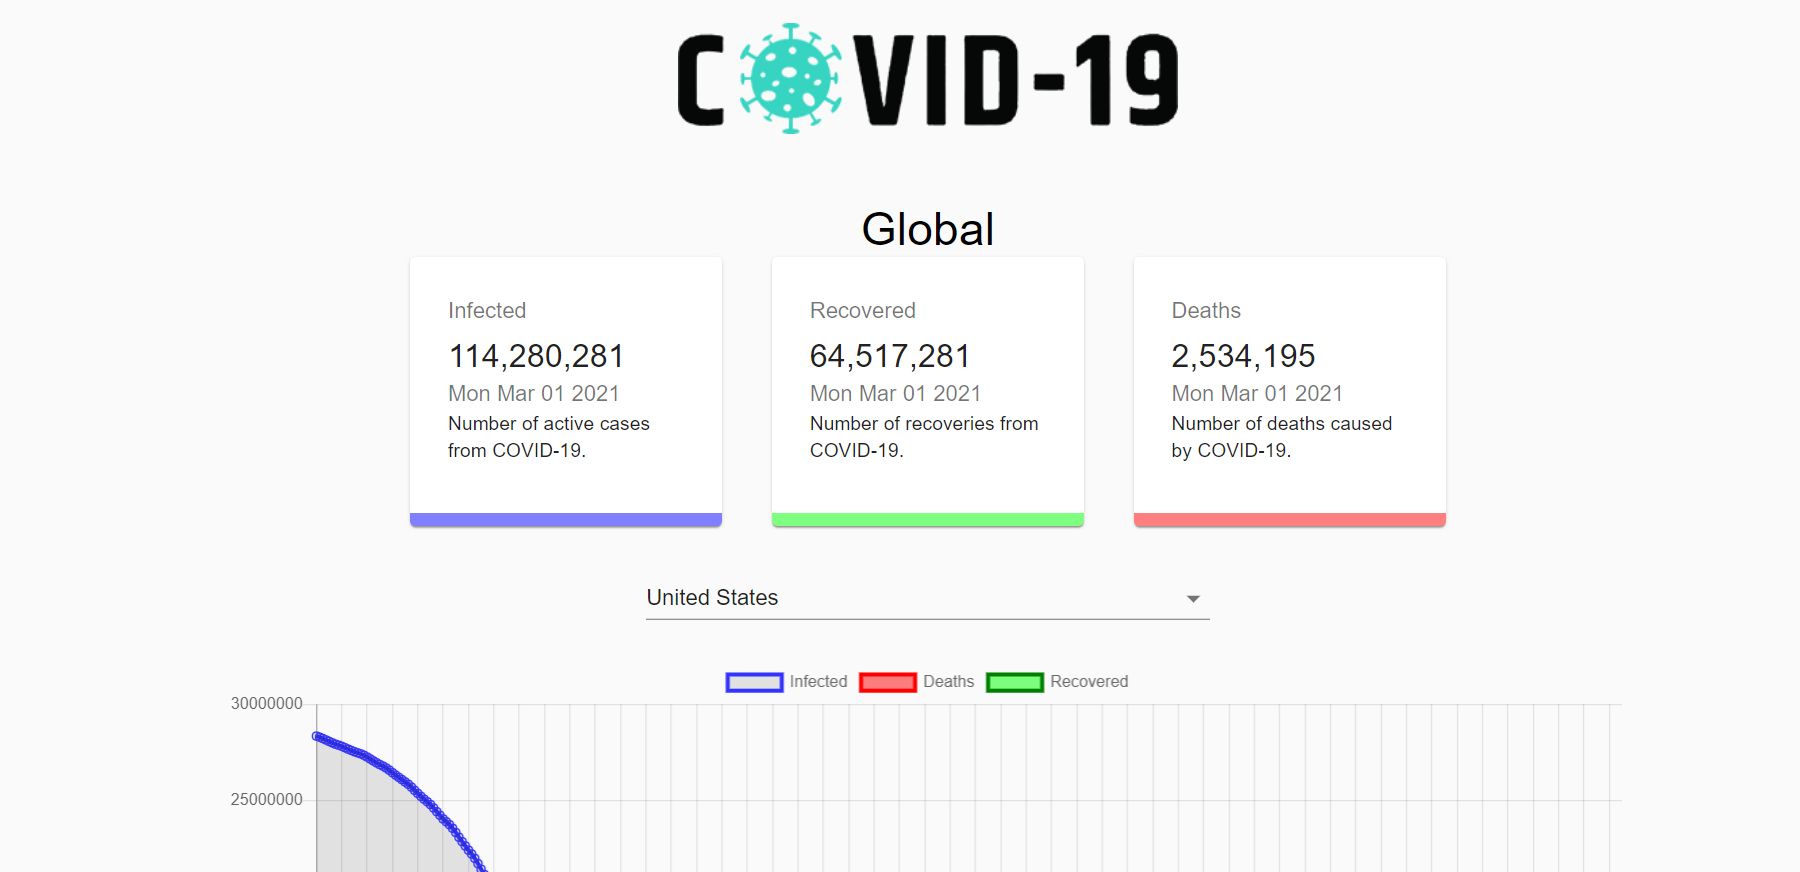 COVID-19
Global
Infected
114,280,281
Mon Mar 01 2021
Number of active cases
from COVID-19.
Recovered
64,517,281
Mon Mar 01 2021
Number of recoveries from
COVID-19.
Deaths
2,534,195
Mon Mar 01 2021
Number of deaths caused
by COVID-19.
United States
Infected Deaths Recovered
30000000
25000000